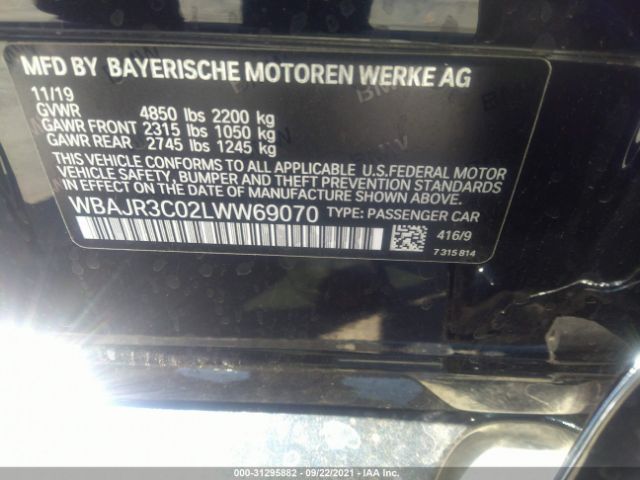 MFD BY BAYERISCHE MOTOREN WERKE AG
11/19
GVWR 4850 lbs 2200 kg
GAWR FRONT 2315 lbs 1050 kg
GAWR REAR 2745 lbs 1245 kg
THIS VEHICLE CONFORMS TO ALL APPLICABLE U.S.FEDERAL MOTOR
VEHICLE SAFETY, BUMPER, AND THEFT PREVENTION
STANDARDS IN EFFECT ON THE DATE OF MANUFACTURE SHOWN ABOVE.
WBAJR3C02LWW69070 TYPE: PASSENGER CAR
416/9
7 315 814
000-31295882 - 09/22/2021 - IAA Inc.